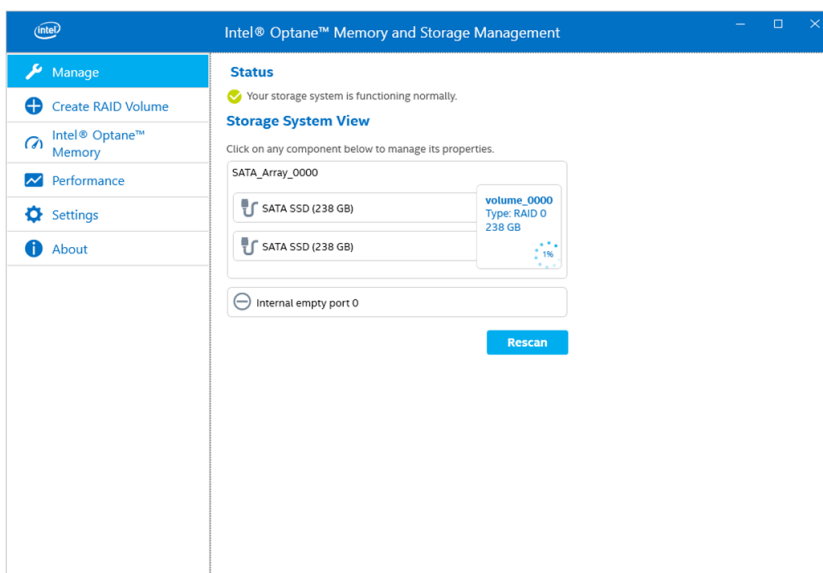 intel
Intel® Optane™ Memory and Storage Management
Manage
Create RAID Volume
Intel® Optane™
Memory
Performance
Settings
About
Status
Your storage system is functioning normally.
Storage System View
Click on any component below to manage its properties.
SATA_Array_0000
SATA SSD (238 GB)
SATA SSD (238 GB)
volume_0000
Type: RAID 0
238 GB
1%
Internal empty port 0
Rescan